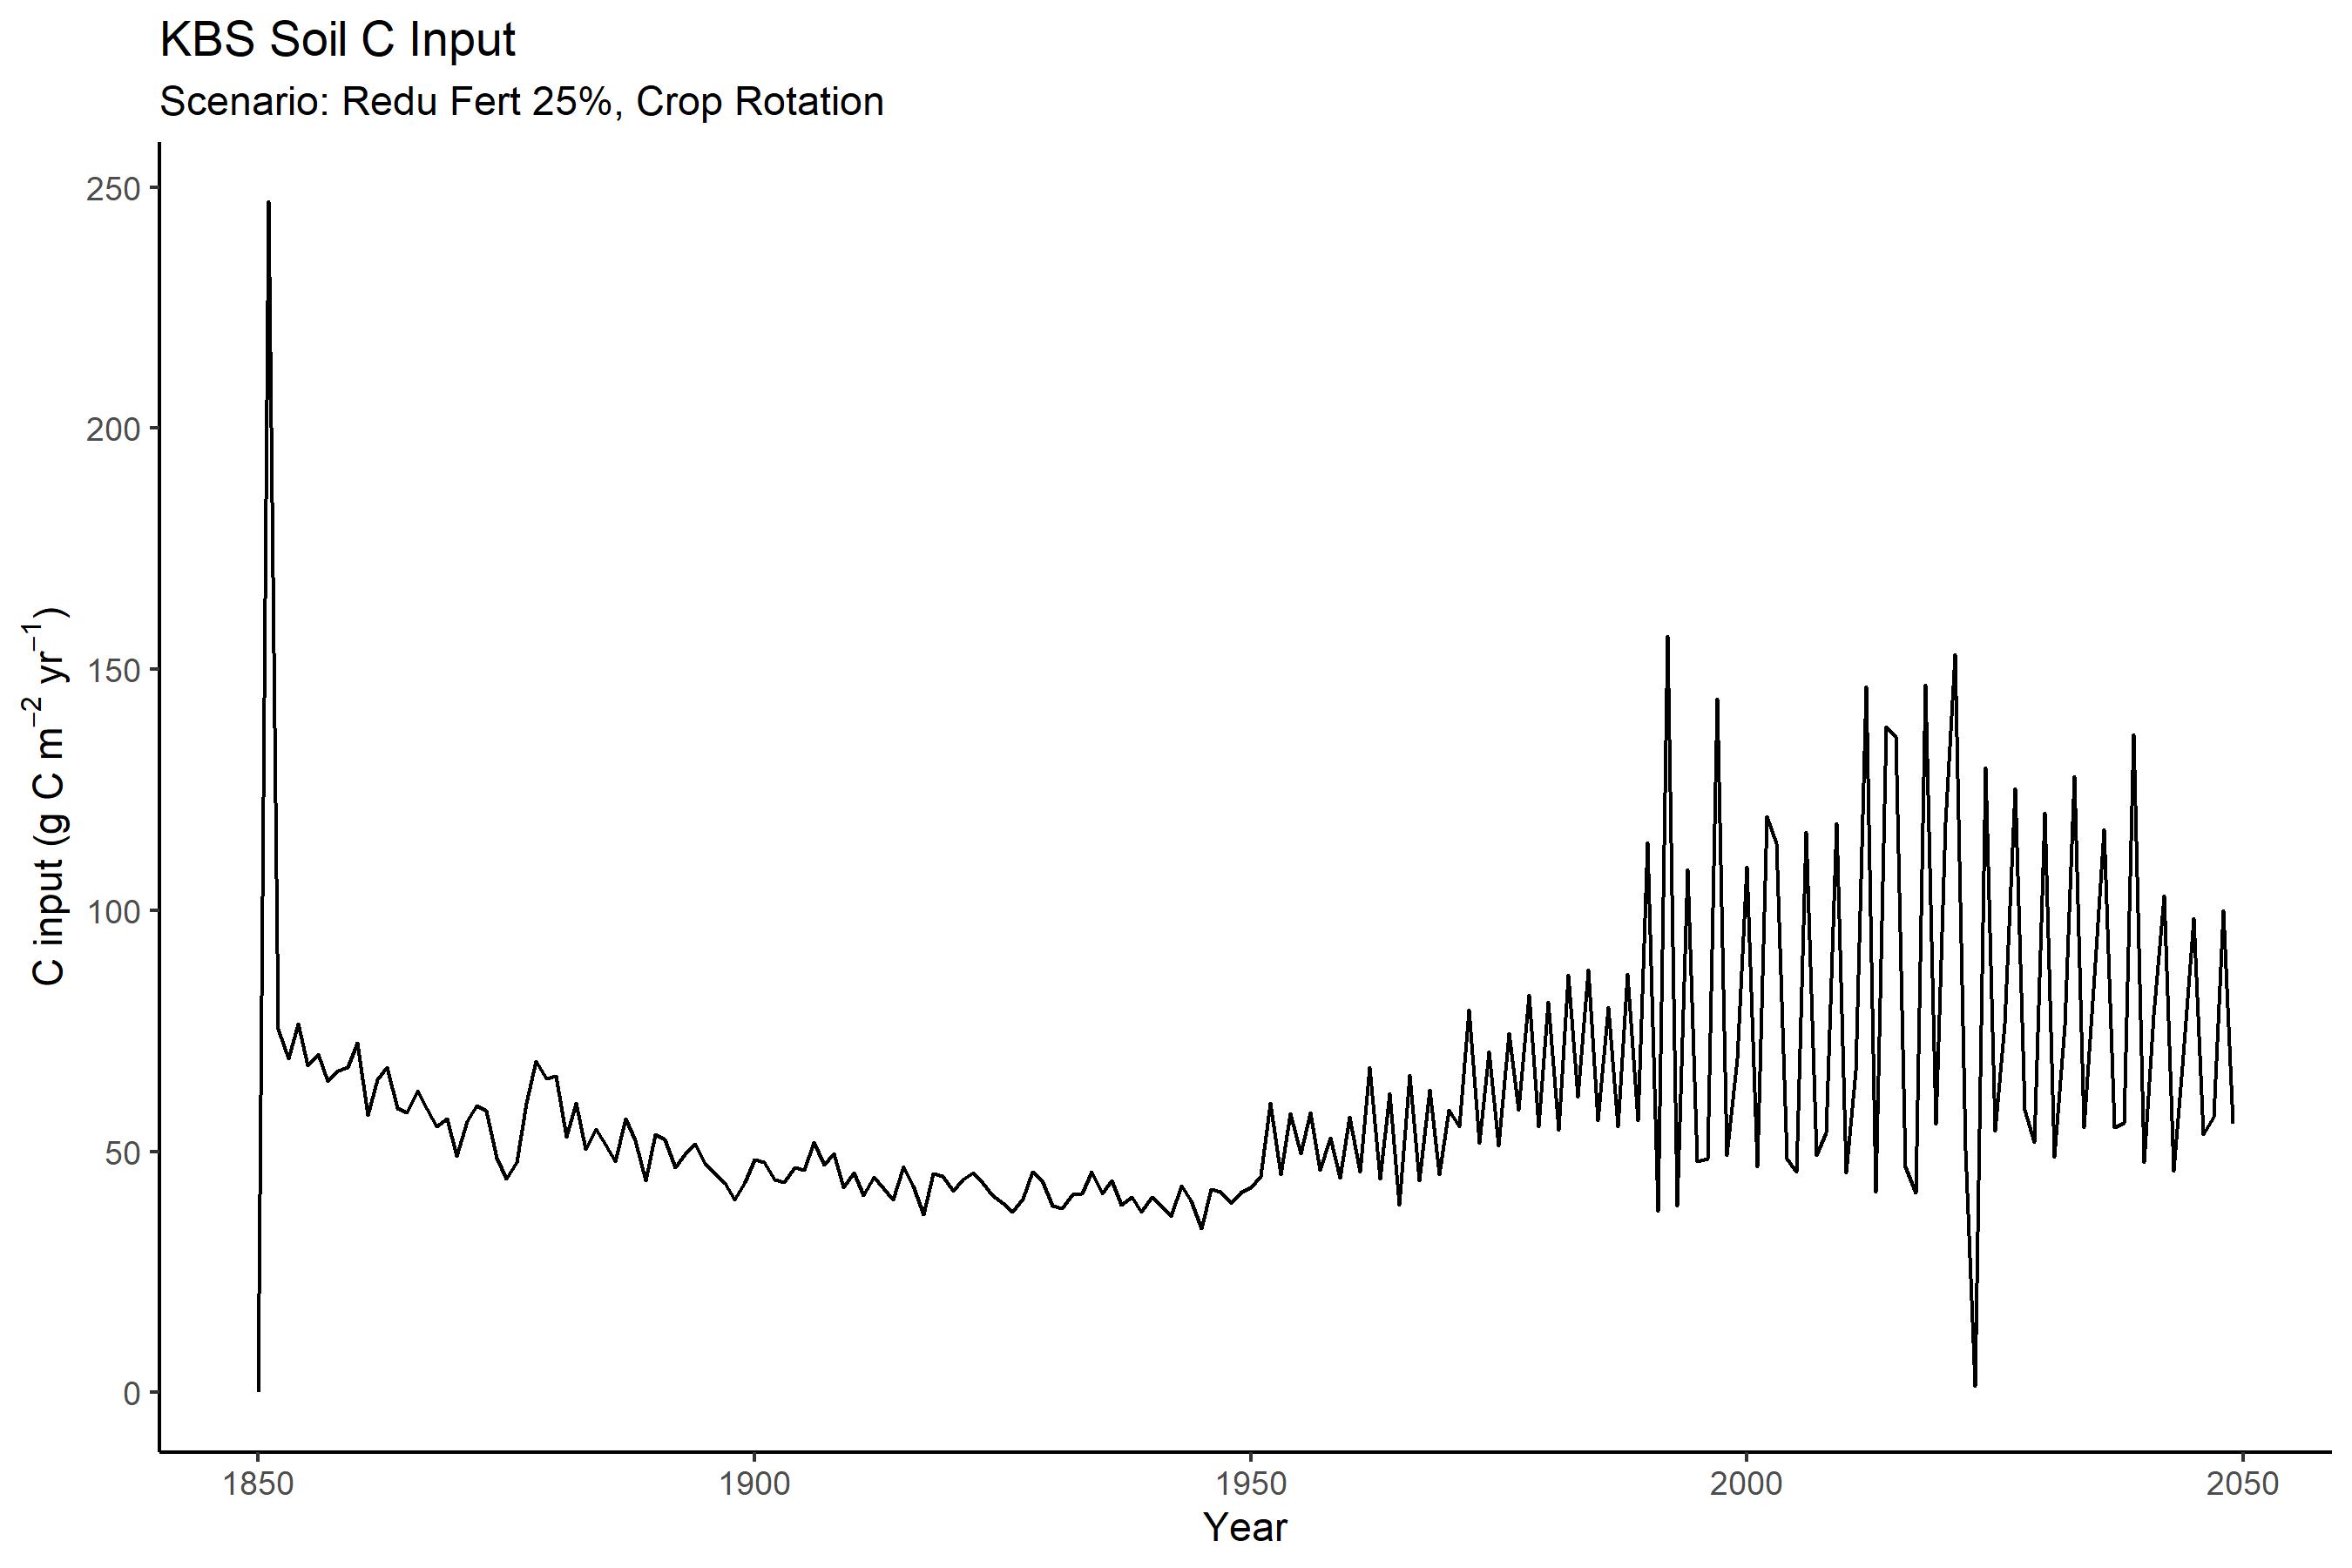 KBS Soil C Input
Scenario: Redu Fert 25%, Crop Rotation
C input (g C m⁻² yr⁻¹)
250
200
150
100
50
0
1850 1900 1950 2000 2050
Year